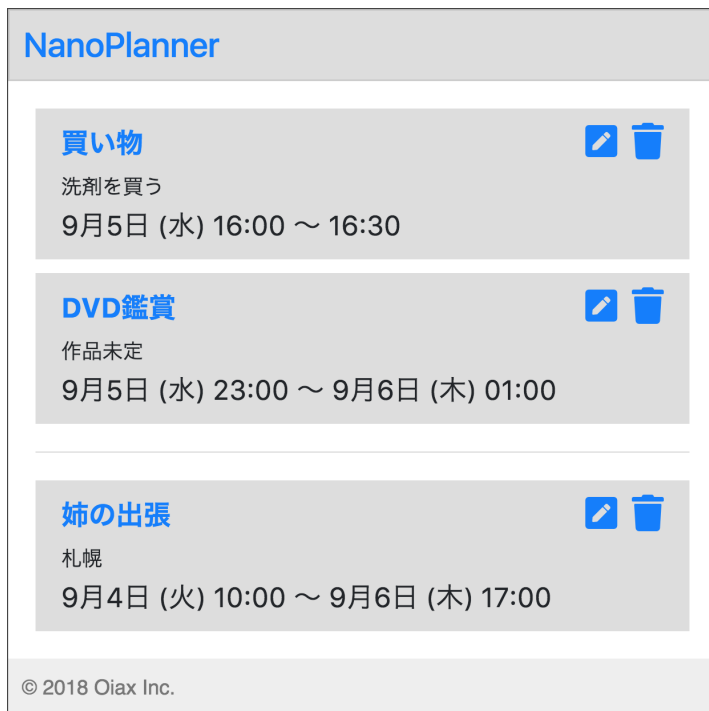 NanoPlanner
買い物
洗剤を買う
9月5日 (水) 16:00 〜 16:30
DVD鑑賞
作品未定
9月5日 (水) 23:00 〜 9月6日 (木) 01:00
姉の出張
札幌
9月4日 (火) 10:00 〜 9月6日 (木) 17:00
© 2018 Oiax Inc.